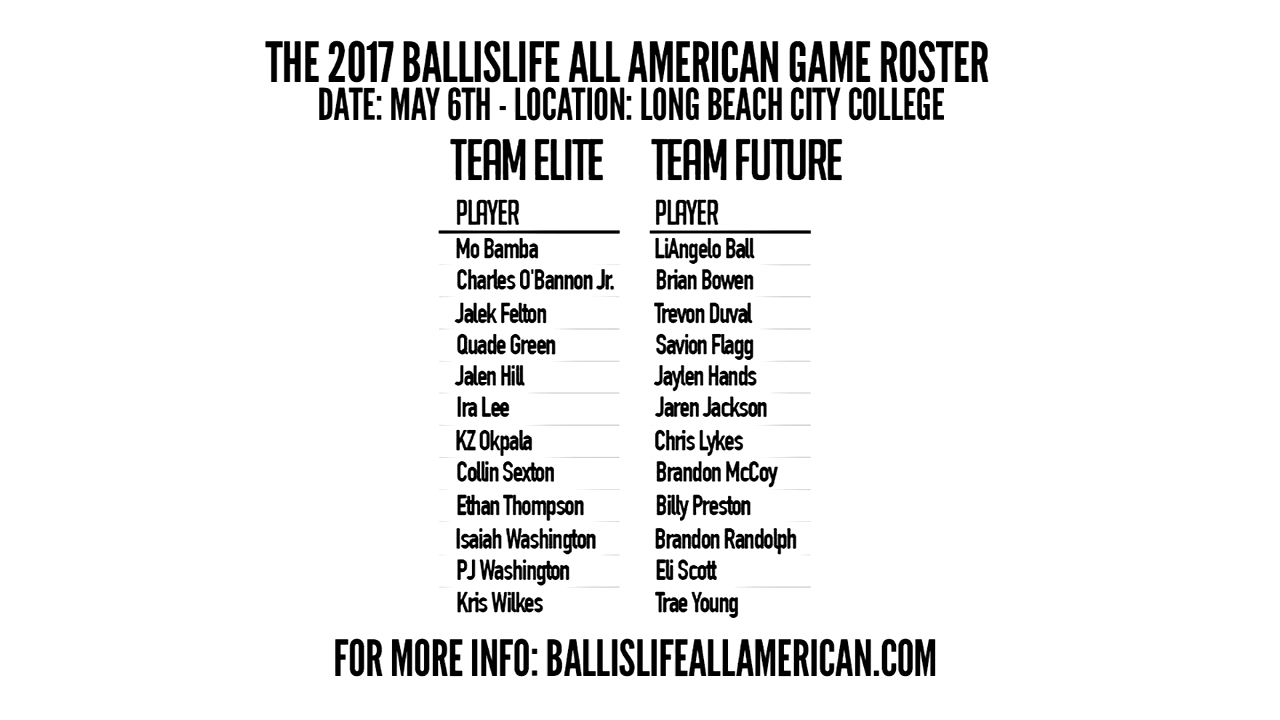 THE 2017 BALLISLIFE ALL AMERICAN GAME ROSTER
DATE: MAY 6TH - LOCATION: LONG BEACH CITY COLLEGE
TEAM ELITE TEAM FUTURE
PLAYER PLAYER
Mo Bamba LiAngelo Ball
Charles O'Bannon Jr. Brian Bowen
Jalek Felton Trevon Duval
Quade Green Savion Flagg
Jalen Hill Jaylen Hands
Ira Lee Jaren Jackson
KZ Okpala Chris Lykes
Collin Sexton Brandon McCoy
Ethan Thompson Billy Preston
Isaiah Washington Brandon Randolph
PJ Washington Eli Scott
Kris Wilkes Trae Young
FOR MORE INFO: BALLISLIFEALLAMERICAN.COM